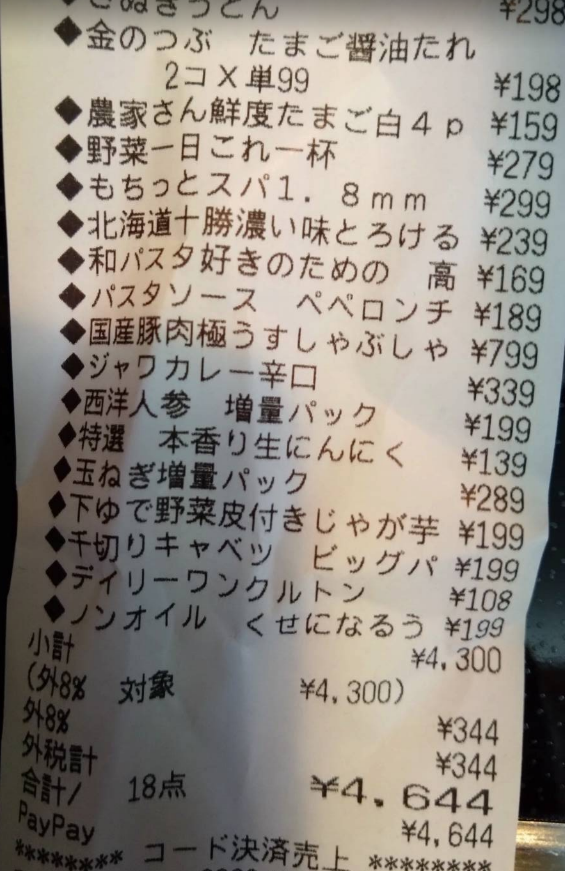 さぬきうどん ¥298
◆金のつぶ たまご醤油たれ
2コX単99 ¥198
◆農家さん鮮度たまご白4p ¥159
◆野菜一日これ一杯 ¥279
◆もちっとスパ1. 8mm ¥299
◆北海道十勝濃い味とろける ¥239
◆和パスタ好きのための 高 ¥169
◆パスタソース ペペロンチ ¥189
◆国産豚肉極うすしゃぶしゃ ¥799
◆ジャワカレー辛口 ¥339
◆西洋人参 増量パック ¥199
◆特選 本香り生にんにく ¥139
◆玉ねぎ増量パック ¥289
◆下ゆで野菜皮付きじゃが芋 ¥199
◆千切りキャベツ ビッグパ ¥199
◆デイリーワンクルトン ¥108
◆ノンオイル くせになるう ¥199
小計 ¥4,300
(外8% 対象 ¥4,300)
外8% ¥344
外税計 ¥344
合計/ 18点 ¥4,644
PayPay ¥4,644
******** コード決済売上 ********